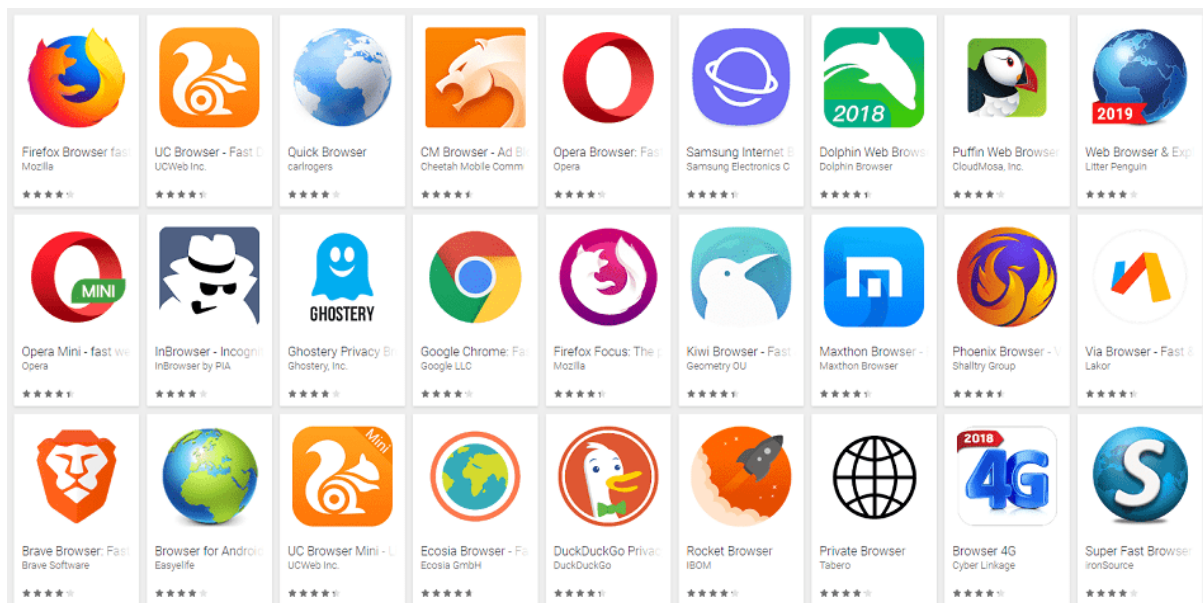 2018
2019
Firefox Browser fas
Mozilla
UC Browser - Fast D
UCWeb Inc.
Quick Browser
carlrogers
CM Browser - Ad Bl
Cheetah Mobile Comm
Opera Browser: Fas
Opera
Samsung Internet B
Samsung Electronics C
Dolphin Web Brows
Dolphin Browser
Puffin Web Browser
CloudMosa, Inc.
Web Browser & Exp
Litter Penguin
MINI
GHOSTERY
Opera Mini - fast we
Opera
InBrowser - Incogni
InBrowser by PIA
Ghostery Privacy Br
Ghostery, Inc.
Google Chrome: Fas
Google LLC
Firefox Focus: The p
Mozilla
Kiwi Browser - Fast
Geometry OU
Maxthon Browser -
Maxthon Browser
Phoenix Browser - V
Shalltry Group
Via Browser - Fast &
Lakor
Mini
2018
4G
S
Brave Browser: Fast
Brave Software
Browser for Android
Easyelife
UC Browser Mini - 
UCWeb Inc.
Ecosia Browser - Fa
Ecosia GmbH
DuckDuckGo Privac
DuckDuckGo
Rocket Browser
IBOM
Private Browser
Tabero
Browser 4G
Cyber Linkage
Super Fast Browser
ironSource